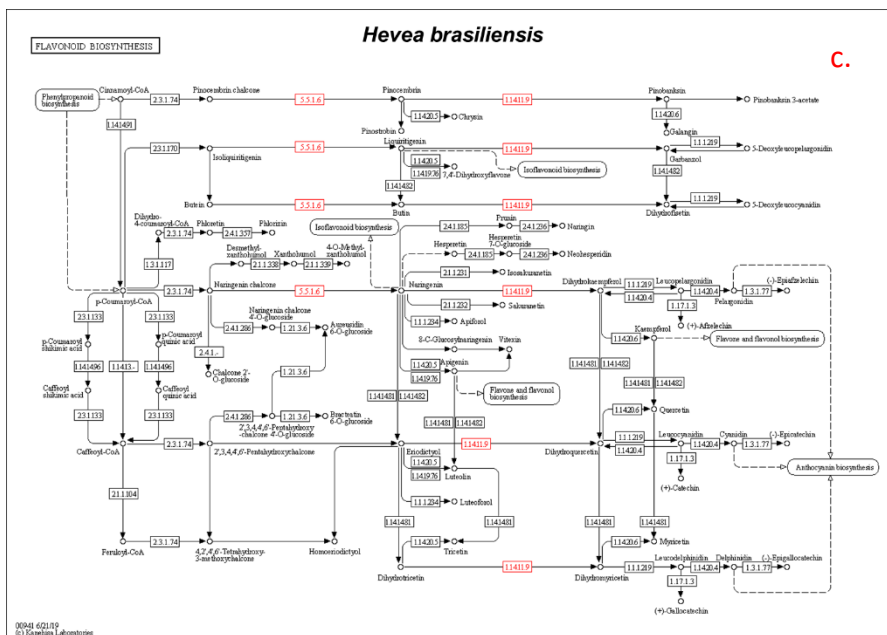 Hevea brasiliensis
FLAVONOID BIOSYNTHESIS
c.
Phenylpropanoid
biosynthesis
Cinnamoyl-CoA
2.3.1.74
Pinocembrin chalcone
5.5.1.6
Pinocembrin
1.14.11.9
Pinobanksin
Pinobanksin 3-acetate
1.14.20.5
Chrysin
Pinostrobin
1.14.20.6
Galangin
1.14.14.91
2.3.1.170
Isoliquiritigenin
5.5.1.6
Liquiritigenin
1.14.11.9
Garbanzol
1.1.1.219
5-Deoxyleucopelargonidin
1.14.20.5
1.14.19.76
7,4'-Dihydroxyflavone
Isoflavonoid biosynthesis
1.14.14.82
1.14.14.82
Butein
5.5.1.6
Butin
1.14.11.9
Dihydrofisetin
1.1.1.219
5-Deoxyleucocyanidin
Dihydro-
4-coumaroyl-CoA
2.3.1.74
Phloretin
2.4.1.357
Phlorizin
Isoflavonoid biosynthesis
2.4.1.185
Prunin
2.4.1.236
Naringin
1.3.1.117
Desmethyl-
xanthohumol
2.1.1.338
Xanthohumol
2.1.1.339
4-O-Methyl-
xanthohumol
Hesperetin
2.4.1.185
Hesperetin
7-O-glucoside
2.4.1.236
Neohesperidin
2.1.1.231
Isosakuranetin
p-Coumaroyl-CoA
2.3.1.74
Naringenin chalcone
5.5.1.6
Naringenin
1.14.11.9
Dihydrokaempferol
1.1.1.219
1.14.20.4
Leucopelargonidin
1.14.20.4
Pelargonidin
1.3.1.77
(-)-Epiafzelechin
2.1.1.232
Sakuranetin
1.17.1.3
(+)-Afzelechin
2.3.1.133
2.3.1.133
2.4.1.286
Naringenin chalcone
4'-O-glucoside
1.21.3.6
Aureusidin
6-O-glucoside
1.1.1.234
Apiforol
1.14.20.6
Kaempferol
Flavone and flavonol biosynthesis
p-Coumaroyl
shikimic acid
p-Coumaroyl
quinic acid
2.4.1.-
8-C-Glucosylnaringenin
Vitexin
1.14.14.96
1.14.13.-
1.14.14.96
Chalcone 2'-
O-glucoside
1.21.3.6
1.14.20.5
1.14.19.76
Apigenin
1.14.14.81
1.14.14.82
1.14.14.81
1.14.14.82
Caffeoyl
shikimic acid
Caffeoyl
quinic acid
1.14.14.81
1.14.14.82
Flavone and flavonol
biosynthesis
2.3.1.133
2.3.1.133
2.4.1.286
1.21.3.6
Bracteatin
6-O-glucoside
2',3,4,4',6'-Pentahydroxy
-chalcone 4'-O-glucoside
1.14.14.81
1.14.14.82
1.14.20.6
Quercetin
Caffeoyl-CoA
2.3.1.74
2',3,4,4',6'-Pentahydroxychalcone
Eriodictyol
1.14.11.9
Dihydroquercetin
1.1.1.219
1.14.20.4
Leucocyanidin
1.14.20.4
Cyanidin
1.3.1.77
(-)-Epicatechin
1.14.20.5
1.14.19.76
Luteolin
1.17.1.3
(+)-Catechin
Anthocyanin biosynthesis
2.1.1.104
1.1.1.234
Luteoforol
1.14.14.81
1.14.14.81
1.14.14.81
1.14.14.81
Feruloyl-CoA
2.3.1.74
4,2',4',6'-Tetrahydroxy-
3-methoxychalcone
Homoeriodictyol
1.14.20.5
Tricetin
1.14.20.6
Myricetin
Dihydrotricetin
1.14.11.9
Dihydromyricetin
1.1.1.219
Leucodelphinidin
1.14.20.4
Delphinidin
1.3.1.77
(-)-Epigallocatechin
1.17.1.3
(+)-Gallocatechin
00941 6/21/19
(c) Kanehisa Laboratories